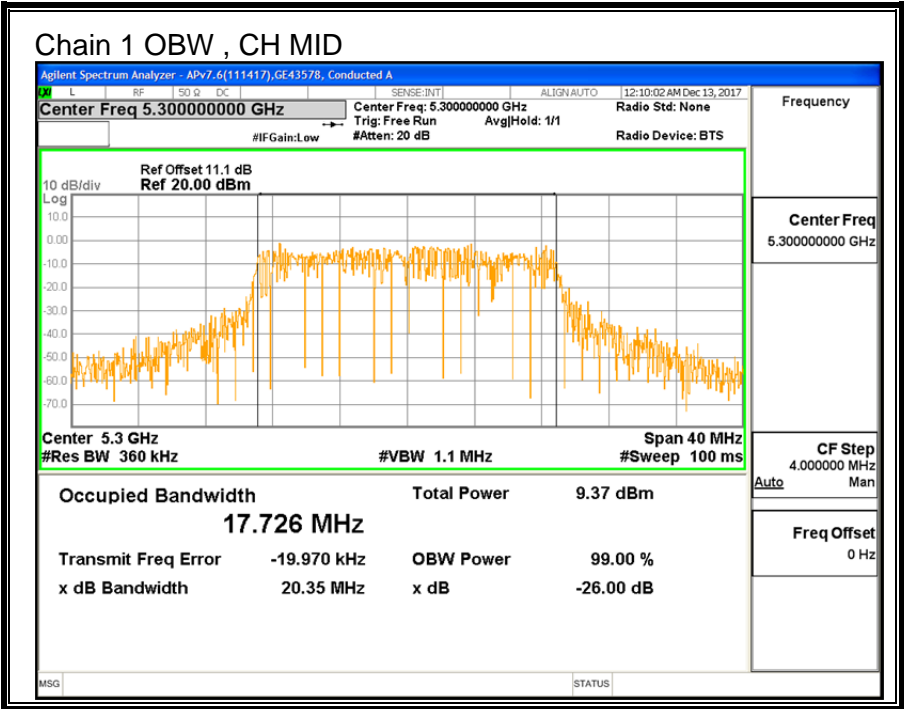 Chain 1 OBW , CH MID
Agilent Spectrum Analyzer - APv7.6(111417),GE43578, Conducted A
LXI L RF 50 Ω DC SENSE:INT ALIGN AUTO 12:10:02 AM Dec 13, 2017
Center Freq 5.300000000 GHz
Center Freq: 5.300000000 GHz
Radio Std: None
Trig: Free Run Avg|Hold: 1/1
#IFGain:Low #Atten: 20 dB
Radio Device: BTS
Ref Offset 11.1 dB
10 dB/div Ref 20.00 dBm
Log
10.0
0.00
-10.0
-20.0
-30.0
-40.0
-50.0
-60.0
-70.0
Center 5.3 GHz Span 40 MHz
#Res BW 360 kHz #VBW 1.1 MHz #Sweep 100 ms
Occupied Bandwidth Total Power 9.37 dBm
17.726 MHz
Transmit Freq Error -19.970 kHz OBW Power 99.00 %
x dB Bandwidth 20.35 MHz x dB -26.00 dB
Frequency
Center Freq
5.300000000 GHz
CF Step
4.000000 MHz
Auto Man
Freq Offset
0 Hz
MSG STATUS